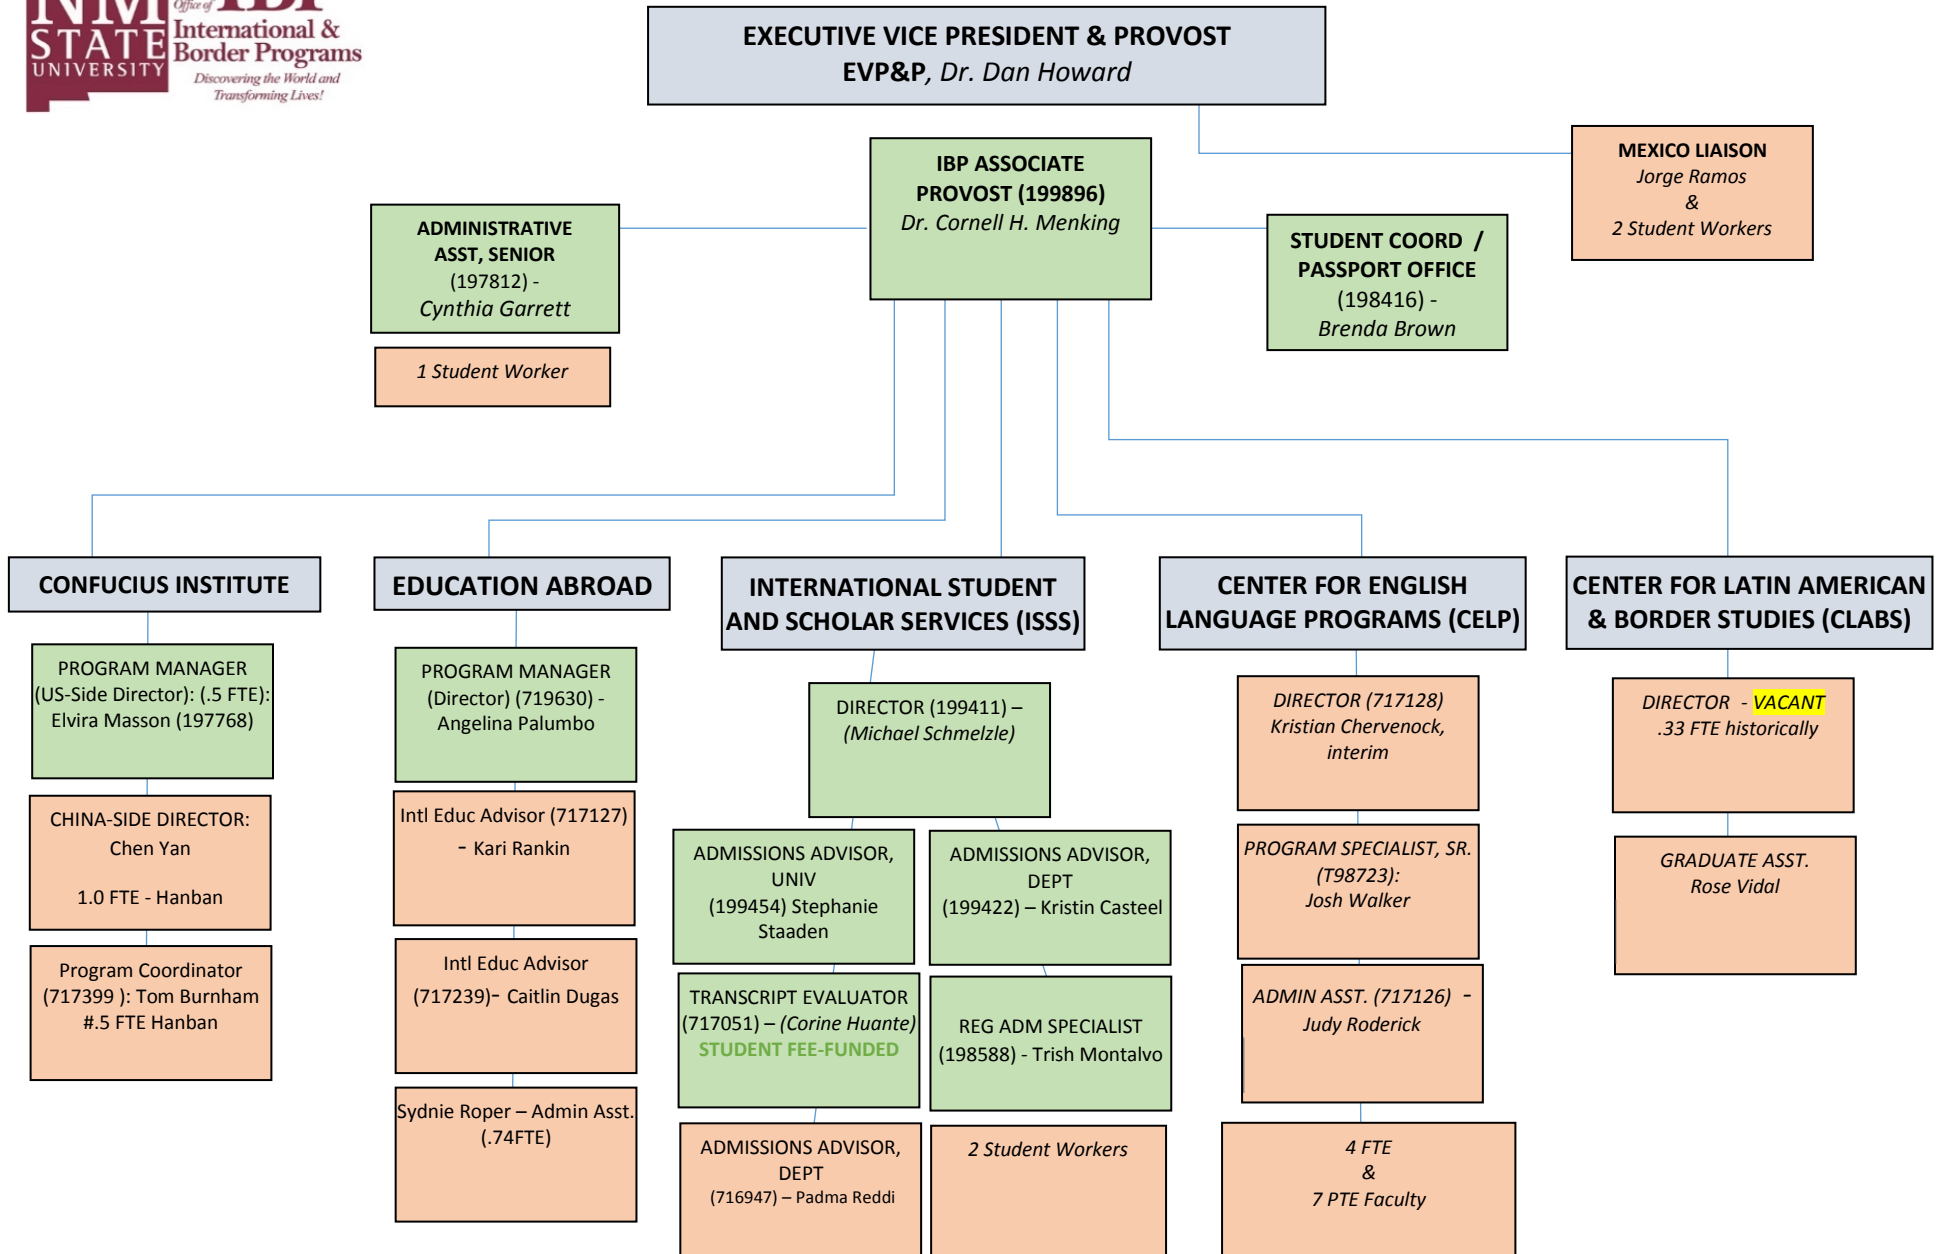 NM
STATE
UNIVERSITY
Office of IBP
International &
Border Programs
Discovering the World and
Transforming Lives!
EXECUTIVE VICE PRESIDENT & PROVOST
EVP&P, Dr. Dan Howard
MEXICO LIAISON
Jorge Ramos
&
2 Student Workers
IBP ASSOCIATE
PROVOST (199896)
Dr. Cornell H. Menking
ADMINISTRATIVE
ASST, SENIOR
(197812) -
Cynthia Garrett
1 Student Worker
STUDENT COORD /
PASSPORT OFFICE
(198416) -
Brenda Brown
CONFUCIUS INSTITUTE
PROGRAM MANAGER
(US-Side Director): (.5 FTE):
Elvira Masson (197768)
CHINA-SIDE DIRECTOR:
Chen Yan
1.0 FTE - Hanban
Program Coordinator
(717399 ): Tom Burnham
#.5 FTE Hanban
EDUCATION ABROAD
PROGRAM MANAGER
(Director) (719630) -
Angelina Palumbo
Intl Educ Advisor (717127)
- Kari Rankin
Intl Educ Advisor
(717239)- Caitlin Dugas
Sydnie Roper – Admin Asst.
(.74FTE)
INTERNATIONAL STUDENT
AND SCHOLAR SERVICES (ISSS)
DIRECTOR (199411) –
(Michael Schmelzle)
ADMISSIONS ADVISOR,
UNIV
(199454) Stephanie
Staaden
ADMISSIONS ADVISOR,
DEPT
(199422) – Kristin Casteel
TRANSCRIPT EVALUATOR
(717051) – (Corine Huante)
STUDENT FEE-FUNDED
REG ADM SPECIALIST
(198588) - Trish Montalvo
ADMISSIONS ADVISOR,
DEPT
(716947) – Padma Reddi
2 Student Workers
CENTER FOR ENGLISH
LANGUAGE PROGRAMS (CELP)
DIRECTOR (717128)
Kristian Chervenock,
interim
PROGRAM SPECIALIST, SR.
(T98723):
Josh Walker
ADMIN ASST. (717126) -
Judy Roderick
4 FTE
&
7 PTE Faculty
CENTER FOR LATIN AMERICAN
& BORDER STUDIES (CLABS)
DIRECTOR - VACANT
.33 FTE historically
GRADUATE ASST.
Rose Vidal